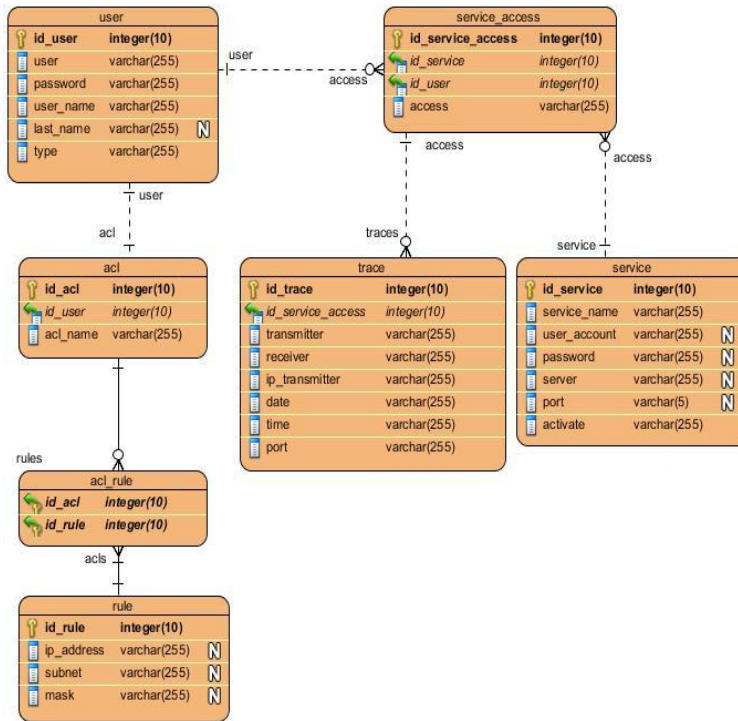 user
id_user integer(10)
user varchar(255)
password varchar(255)
user_name varchar(255)
last_name varchar(255) N
type varchar(255)
user
access
service_access
id_service_access integer(10)
id_service integer(10)
id_user integer(10)
access varchar(255)
user
acl
access
traces
access
service
acl
id_acl integer(10)
id_user integer(10)
acl_name varchar(255)
trace
id_trace integer(10)
id_service_access integer(10)
transmitter varchar(255)
receiver varchar(255)
ip_transmitter varchar(255)
date varchar(255)
time varchar(255)
port varchar(255)
service
id_service integer(10)
service_name varchar(255)
user_account varchar(255) N
password varchar(255) N
server varchar(255) N
port varchar(5) N
activate varchar(255)
rules
acl_rule
id_acl integer(10)
id_rule integer(10)
acls
rule
id_rule integer(10)
ip_address varchar(255) N
subnet varchar(255) N
mask varchar(255) N